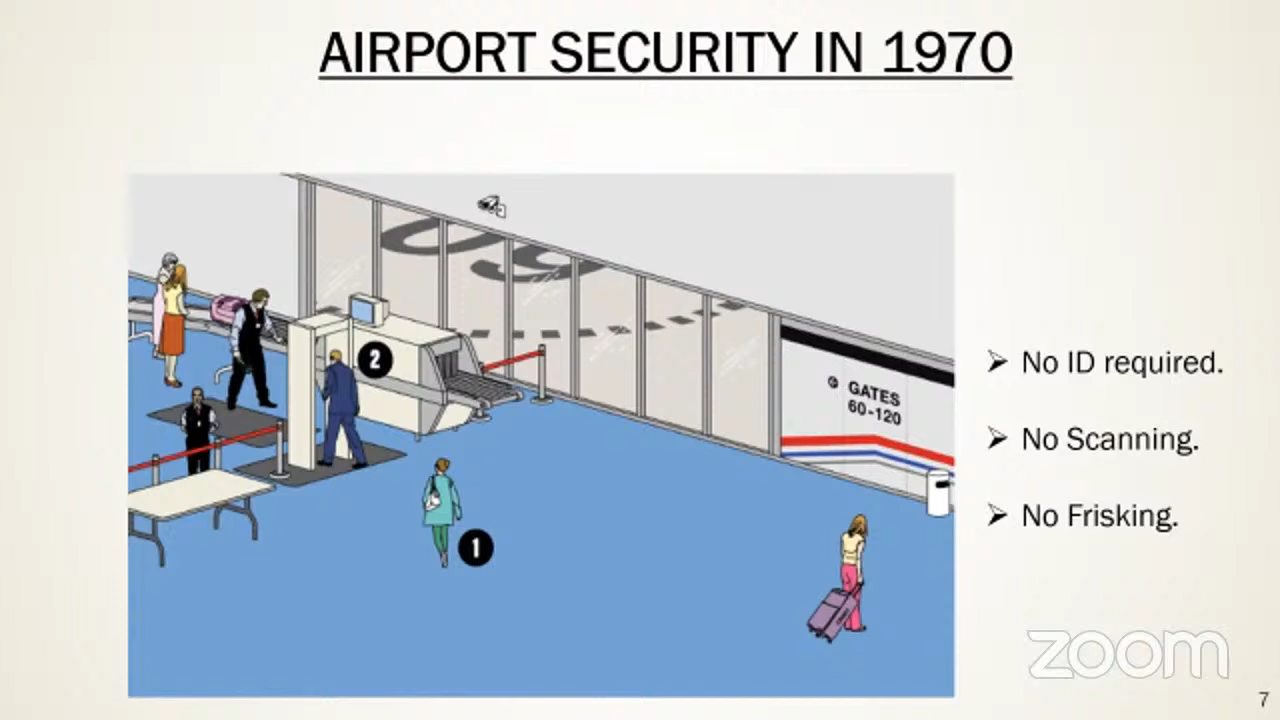 AIRPORT SECURITY IN 1970
2
GATES
60-120
1
➢ No ID required.
➢ No Scanning.
➢ No Frisking.
zoom
7